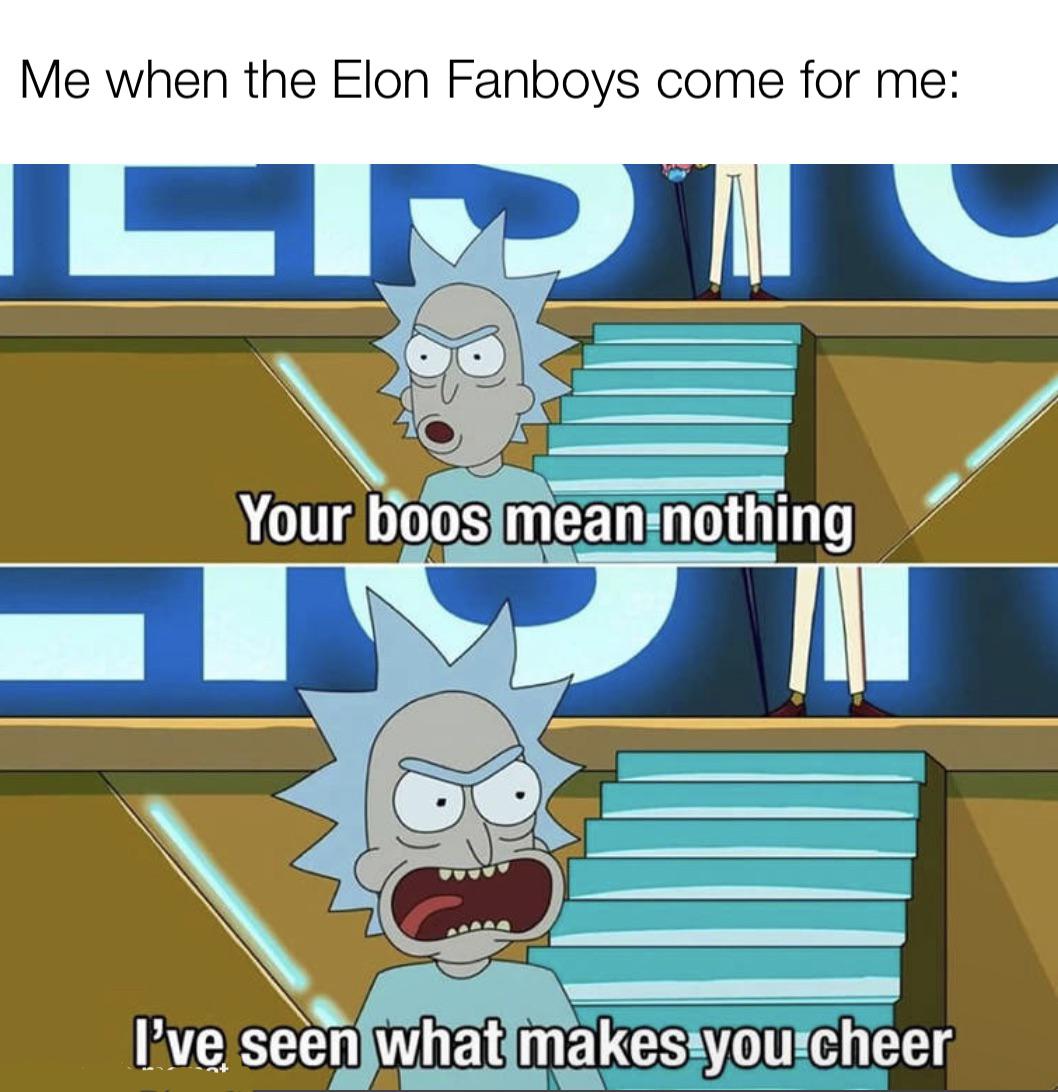 Me when the Elon Fanboys come for me:
Your boos mean nothing
I've seen what makes you cheer